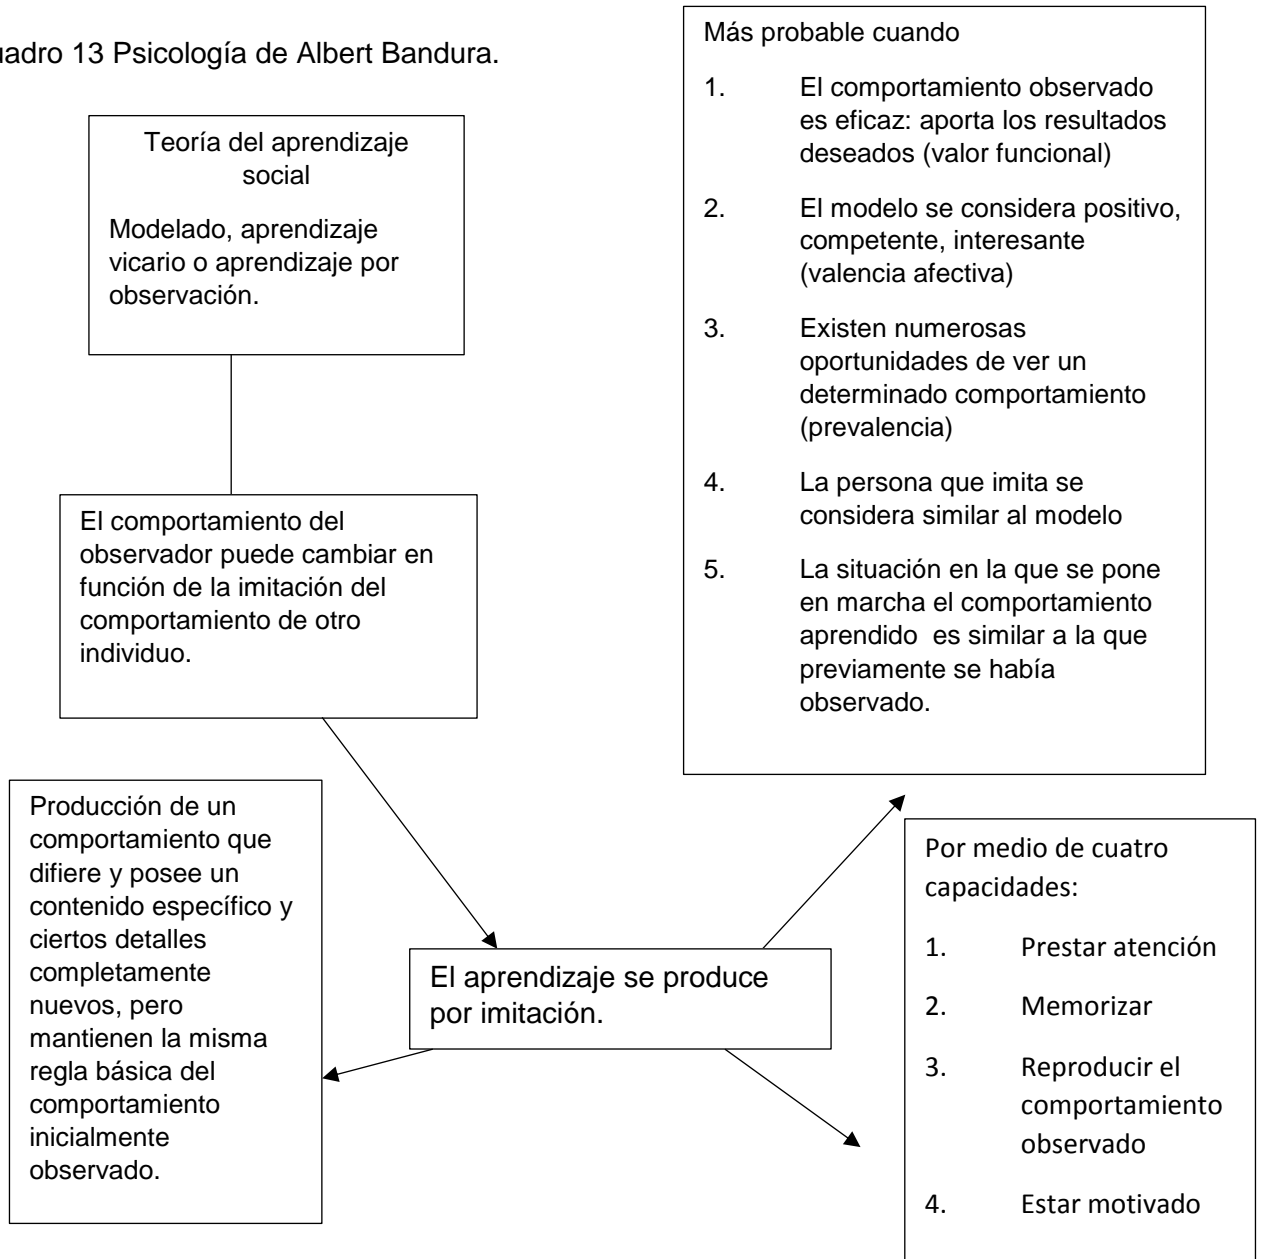 uadro 13 Psicología de Albert Bandura.
Teoría del aprendizaje
social
Modelado, aprendizaje
vicario o aprendizaje por
observación.
El comportamiento del
observador puede cambiar en
función de la imitación del
comportamiento de otro
individuo.
Más probable cuando
1. El comportamiento observado
es eficaz: aporta los resultados
deseados (valor funcional)
2. El modelo se considera positivo,
competente, interesante
(valencia afectiva)
3. Existen numerosas
oportunidades de ver un
determinado comportamiento
(prevalencia)
4. La persona que imita se
considera similar al modelo
5. La situación en la que se pone
en marcha el comportamiento
aprendido es similar a la que
previamente se había
observado.
Producción de un
comportamiento que
difiere y posee un
contenido específico y
ciertos detalles
completamente
nuevos, pero
mantienen la misma
regla básica del
comportamiento
inicialmente
observado.
El aprendizaje se produce
por imitación.
Por medio de cuatro
capacidades:
1. Prestar atención
2. Memorizar
3. Reproducir el
comportamiento
observado
4. Estar motivado